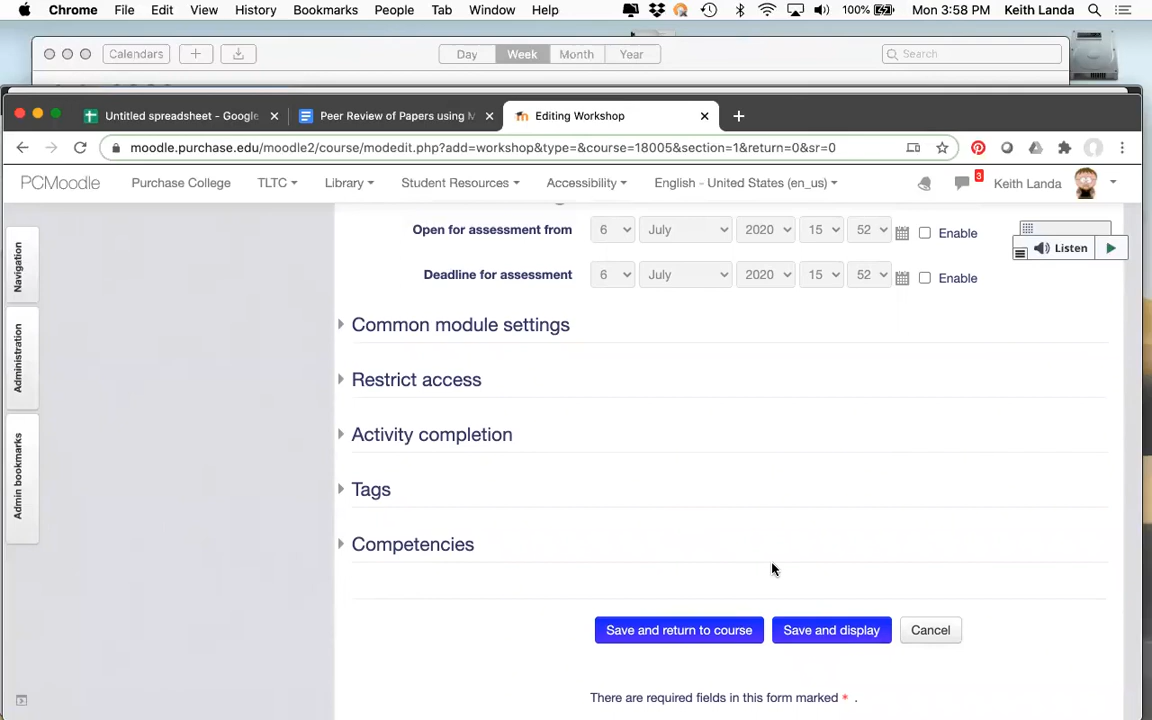 Chrome File Edit View History Bookmarks People Tab Window Help 100% Mon 3:58 PM Keith Landa
Calendars + Day Week Month Year Search
Untitled spreadsheet - Google Peer Review of Papers using M Editing Workshop
moodle.purchase.edu/moodle2/course/modedit.php?add=workshop&type=&course=18005&section=1&return=0&sr=0
PCMoodle Purchase College TLTC Library Student Resources Accessibility English - United States (en_us) 3 Keith Landa
Navigation
Administration
Admin bookmarks
Open for assessment from 6 July 2020 15 52 Enable
Listen
Deadline for assessment 6 July 2020 15 52 Enable
Common module settings
Restrict access
Activity completion
Tags
Competencies
Save and return to course Save and display Cancel
There are required fields in this form marked * .